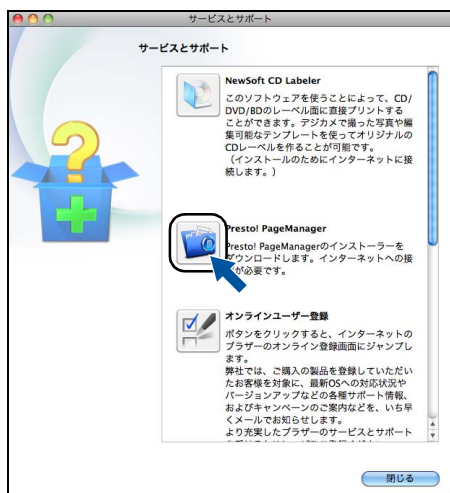 サービスとサポート
サービスとサポート
NewSoft CD Labeler
このソフトウェアを使うことによって、CD/
DVD/BDのレーベル面に直接プリントする
ことができます。デジカメで撮った写真や編
集可能なテンプレートを使ってオリジナルの
CDレーベルを作ることが可能です。
（インストールのためにインターネットに接
続します。）
Presto! PageManager
Presto! PageManagerのインストーラーを
ダウンロードします。インターネットへの接
が必要です。
オンラインユーザー登録
ボタンをクリックすると、インターネットの
ブラザーのオンライン登録画面にジャンプし
ます。
弊社では、ご購入の製品を登録していただい
たお客様を対象に、最新OSへの対応状況や
バージョンアップなどの各種サポート情報、
およびキャンペーンのご案内などを、いち早
くメールでお知らせします。
より充実したブラザーのサービスとサポート
閉じる